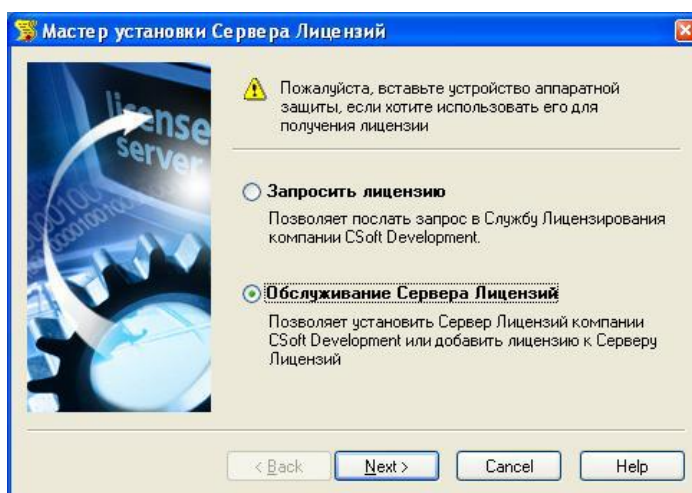 Мастер установки Сервера Лицензий
license
server
Пожалуйста, вставьте устройство аппаратной
защиты, если хотите использовать его для
получения лицензии
Запросить лицензию
Позволяет послать запрос в Службу Лицензирования
компании CSoft Development.
Обслуживание Сервера Лицензий
Позволяет установить Сервер Лицензий компании
CSoft Development или добавить лицензию к Серверу
Лицензий
< Back
Next >
Cancel
Help